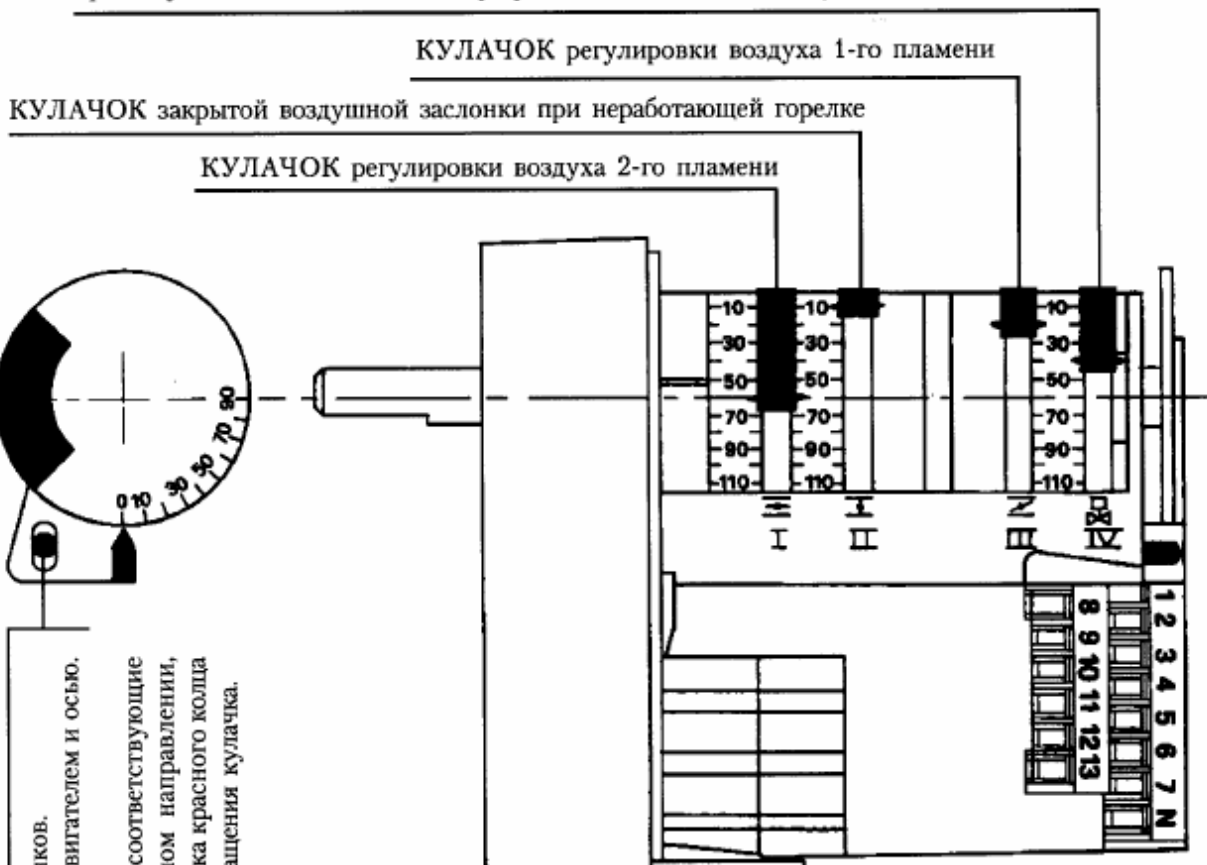 КУЛАЧОК регулировки воздуха 1-го пламени
КУЛАЧОК закрытой воздушной заслонки при неработающей горелке
КУЛАЧОК регулировки воздуха 2-го пламени
10 10 10
30 30 30
50 50 50
70 70 70
90 90 90
110 110 110
I II III IV
0 10 30 50 70 90
вигателем и осью.
соответствующие
ом направлении,
ка красного колца
ащения кулачка.
8 9 10 11 12 13
1 2 3 4 5 6 7 N